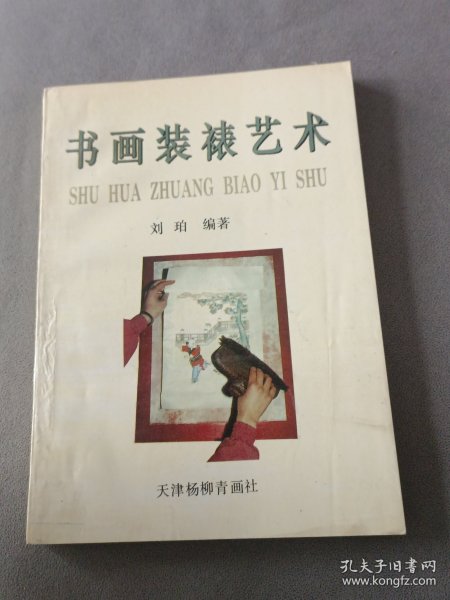 书画装裱艺术
SHU HUA ZHUANG BIAO YI SHU
刘珀 编著
天津杨柳青画社
孔夫子旧书网
www.kongfz.com